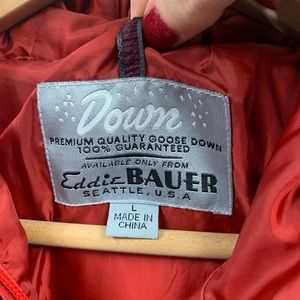 Down
PREMIUM QUALITY GOOSE DOWN
100% GUARANTEED
AVAILABLE ONLY FROM
Eddie BAUER
SEATTLE, U.S.A
L
MADE IN
CHINA